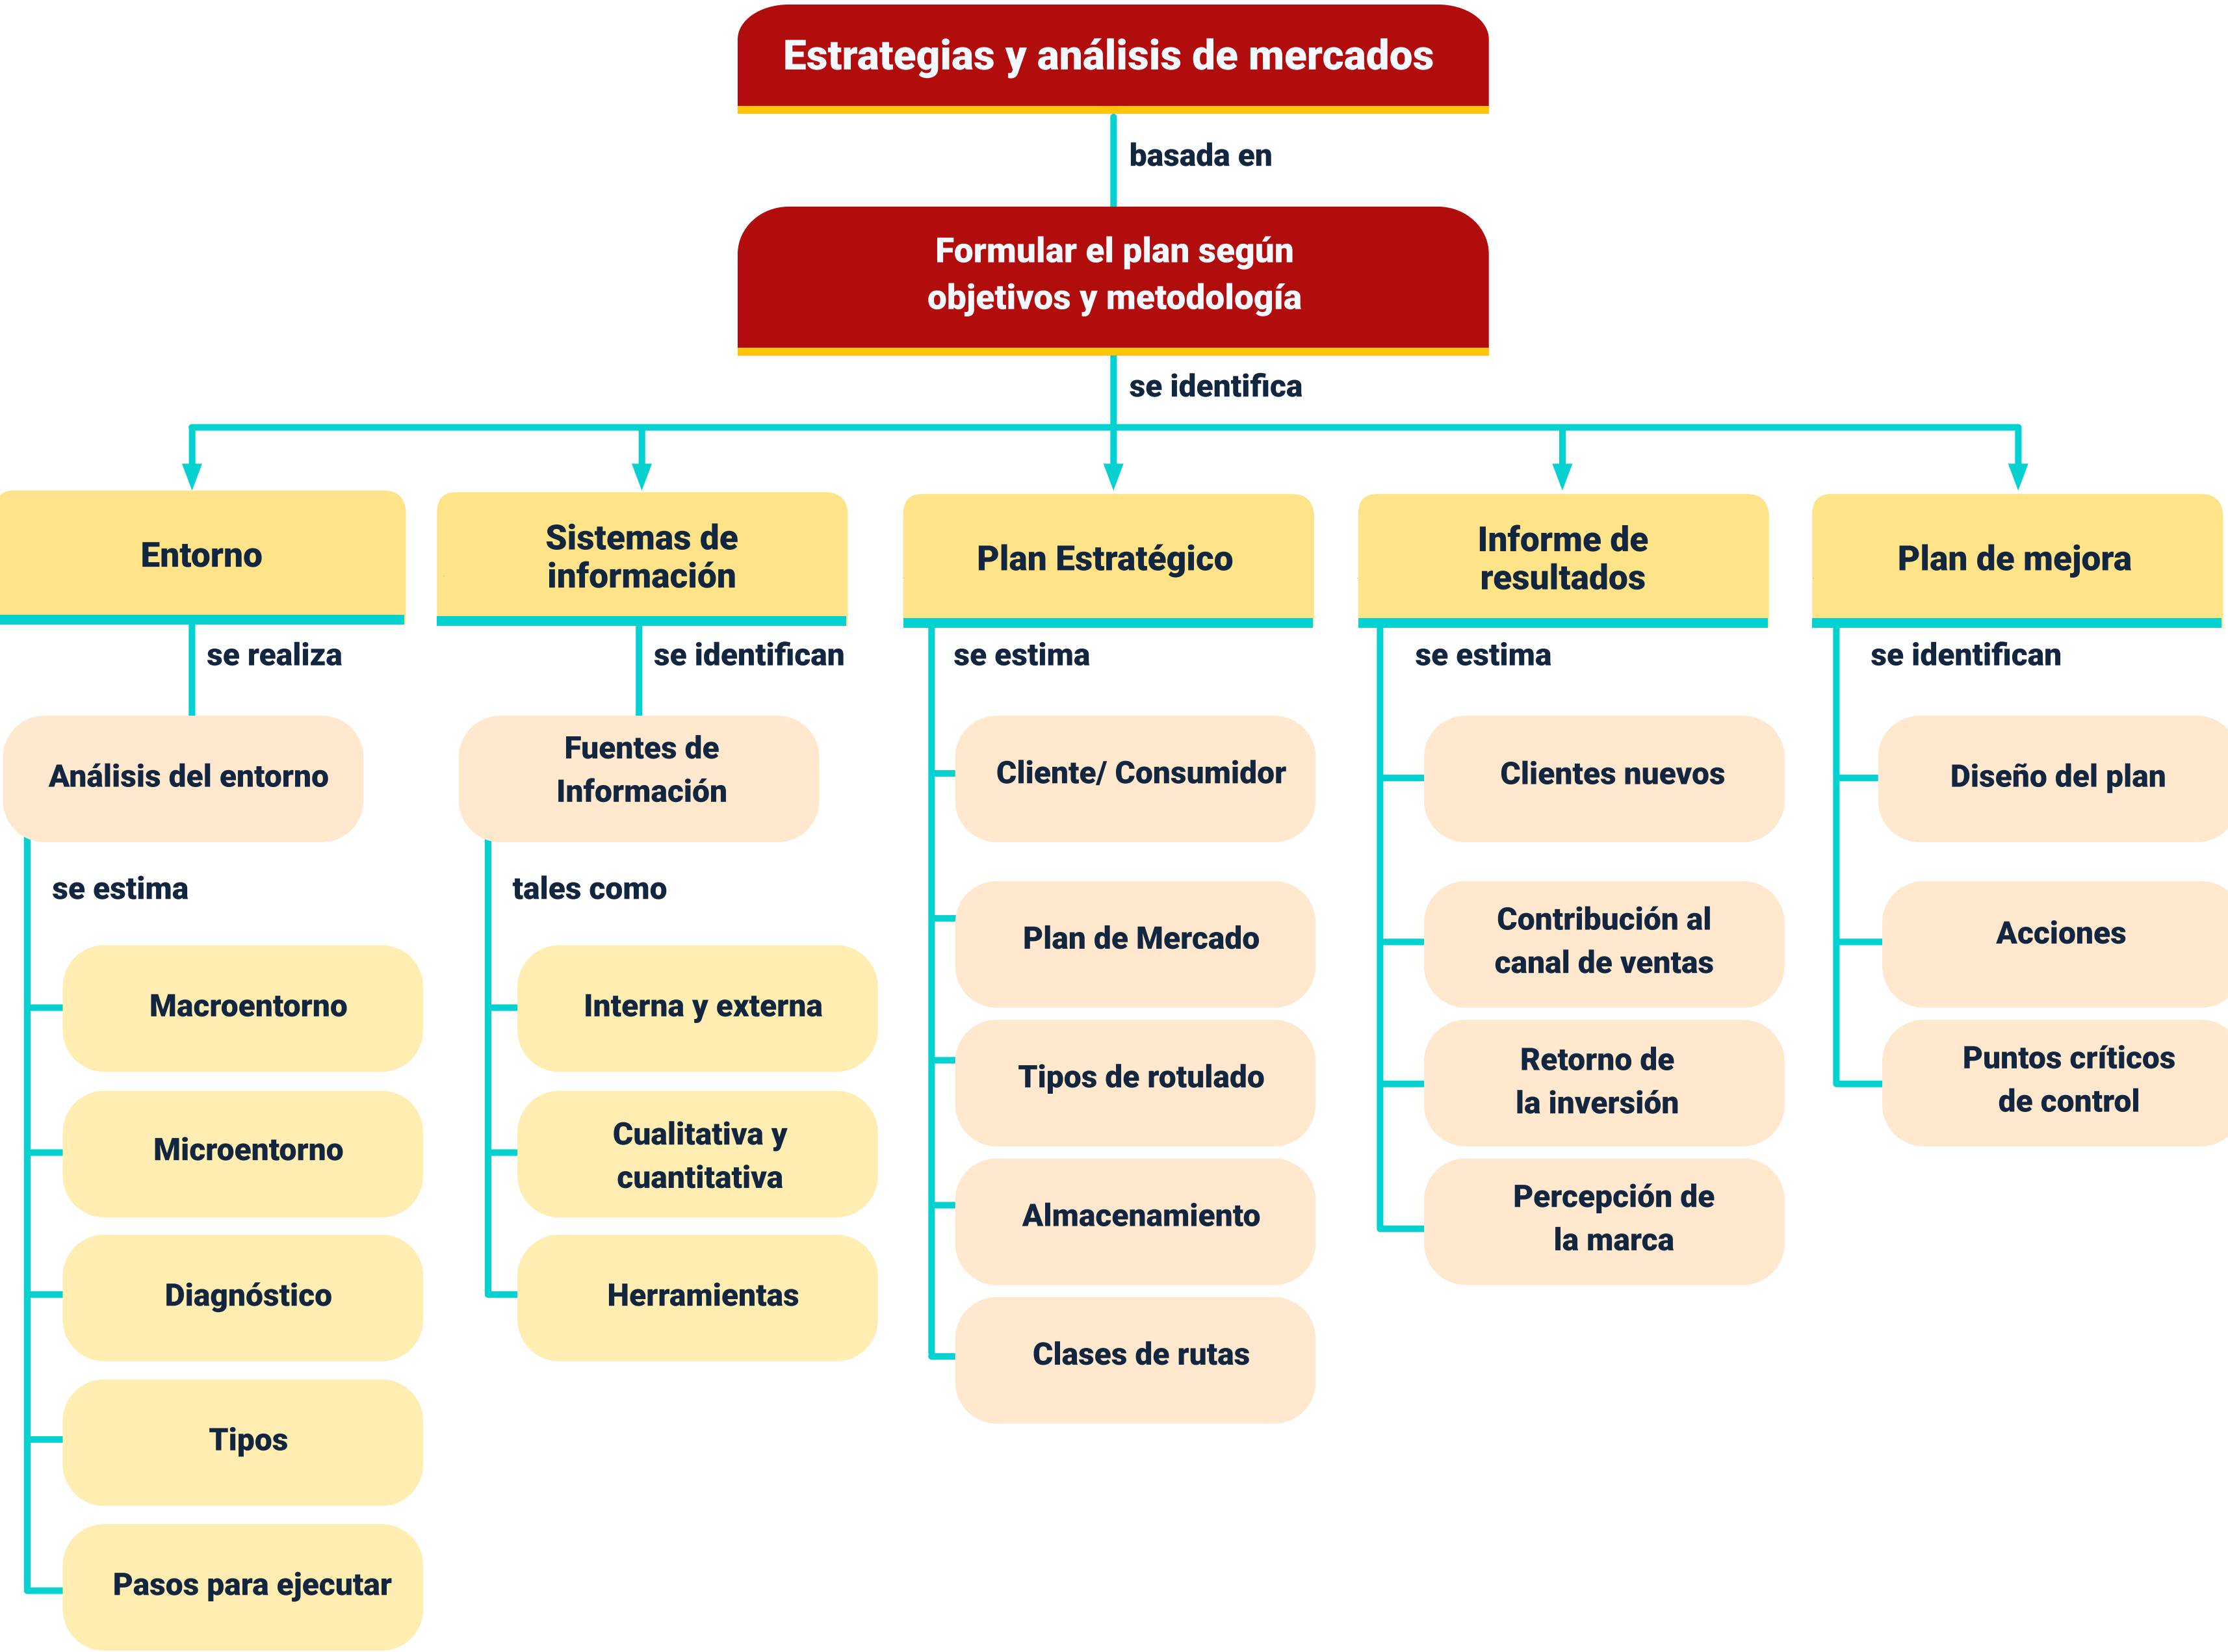 Estrategias y análisis de mercados
basada en
Formular el plan según
objetivos y metodología
se identifica
Entorno
se realiza
Análisis del entorno
se estima
Macroentorno
Microentorno
Diagnóstico
Tipos
Pasos para ejecutar
Sistemas de
información
se identifican
Fuentes de
Información
tales como
Interna y externa
Cualitativa y
cuantitativa
Herramientas
Plan Estratégico
se estima
Cliente/ Consumidor
Plan de Mercado
Tipos de rotulado
Almacenamiento
Clases de rutas
Informe de
resultados
se estima
Clientes nuevos
Contribución al
canal de ventas
Retorno de
la inversión
Percepción de
la marca
Plan de mejora
se identifican
Diseño del plan
Acciones
Puntos críticos
de control